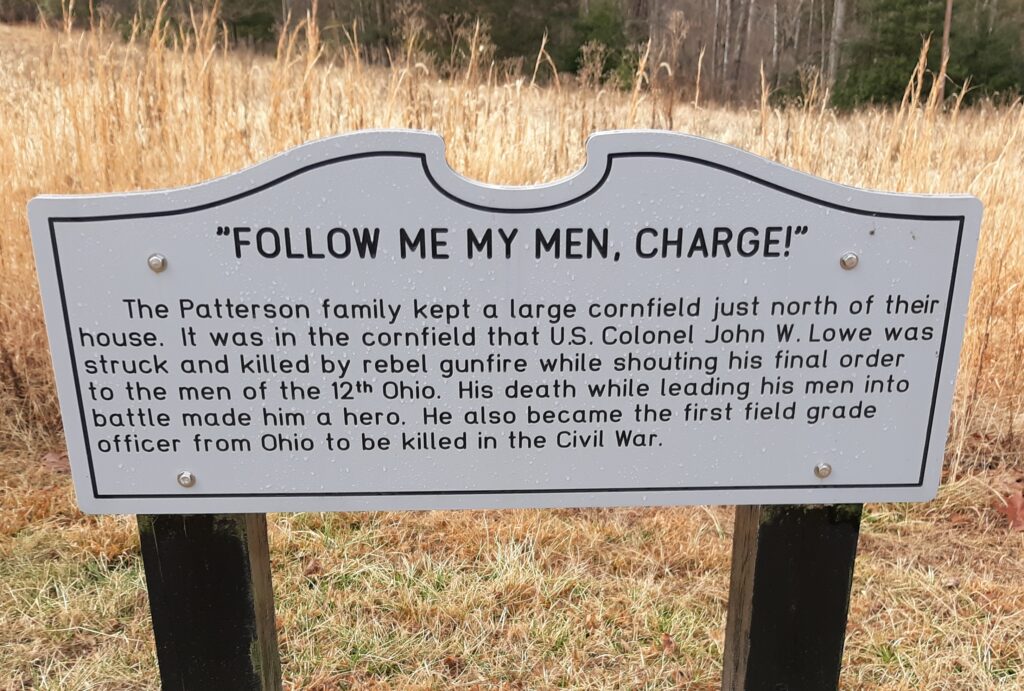 "FOLLOW ME MY MEN, CHARGE!"
The Patterson family kept a large cornfield just north of their
house. It was in the cornfield that U.S. Colonel John W. Lowe was
struck and killed by rebel gunfire while shouting his final order
to the men of the 12th Ohio. His death while leading his men into
battle made him a hero. He also became the first field grade
officer from Ohio to be killed in the Civil War.